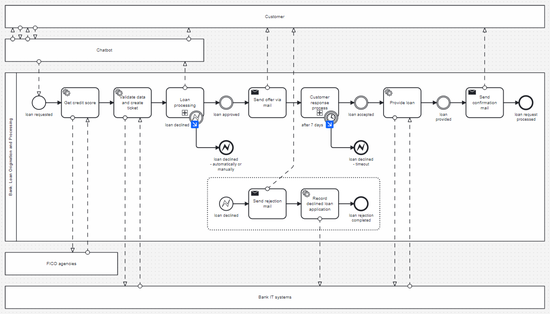 Customer
Chatbot
Bank - Loan Origination and Processing
Get credit score
Validate data
and create
ticket
Loan
processing
Send offer via
mail
Customer
response
process
Provide loan
Send
confirmation
mail
loan requested
loan declined
loan approved
after 7 days
loan accepted
loan
provided
loan request
processed
loan declined
- automatically or
manually
loan declined
- timeout
Send rejection
mail
Record
declined loan
application
loan declined
loan rejection
completed
FICO agencies
Bank IT systems